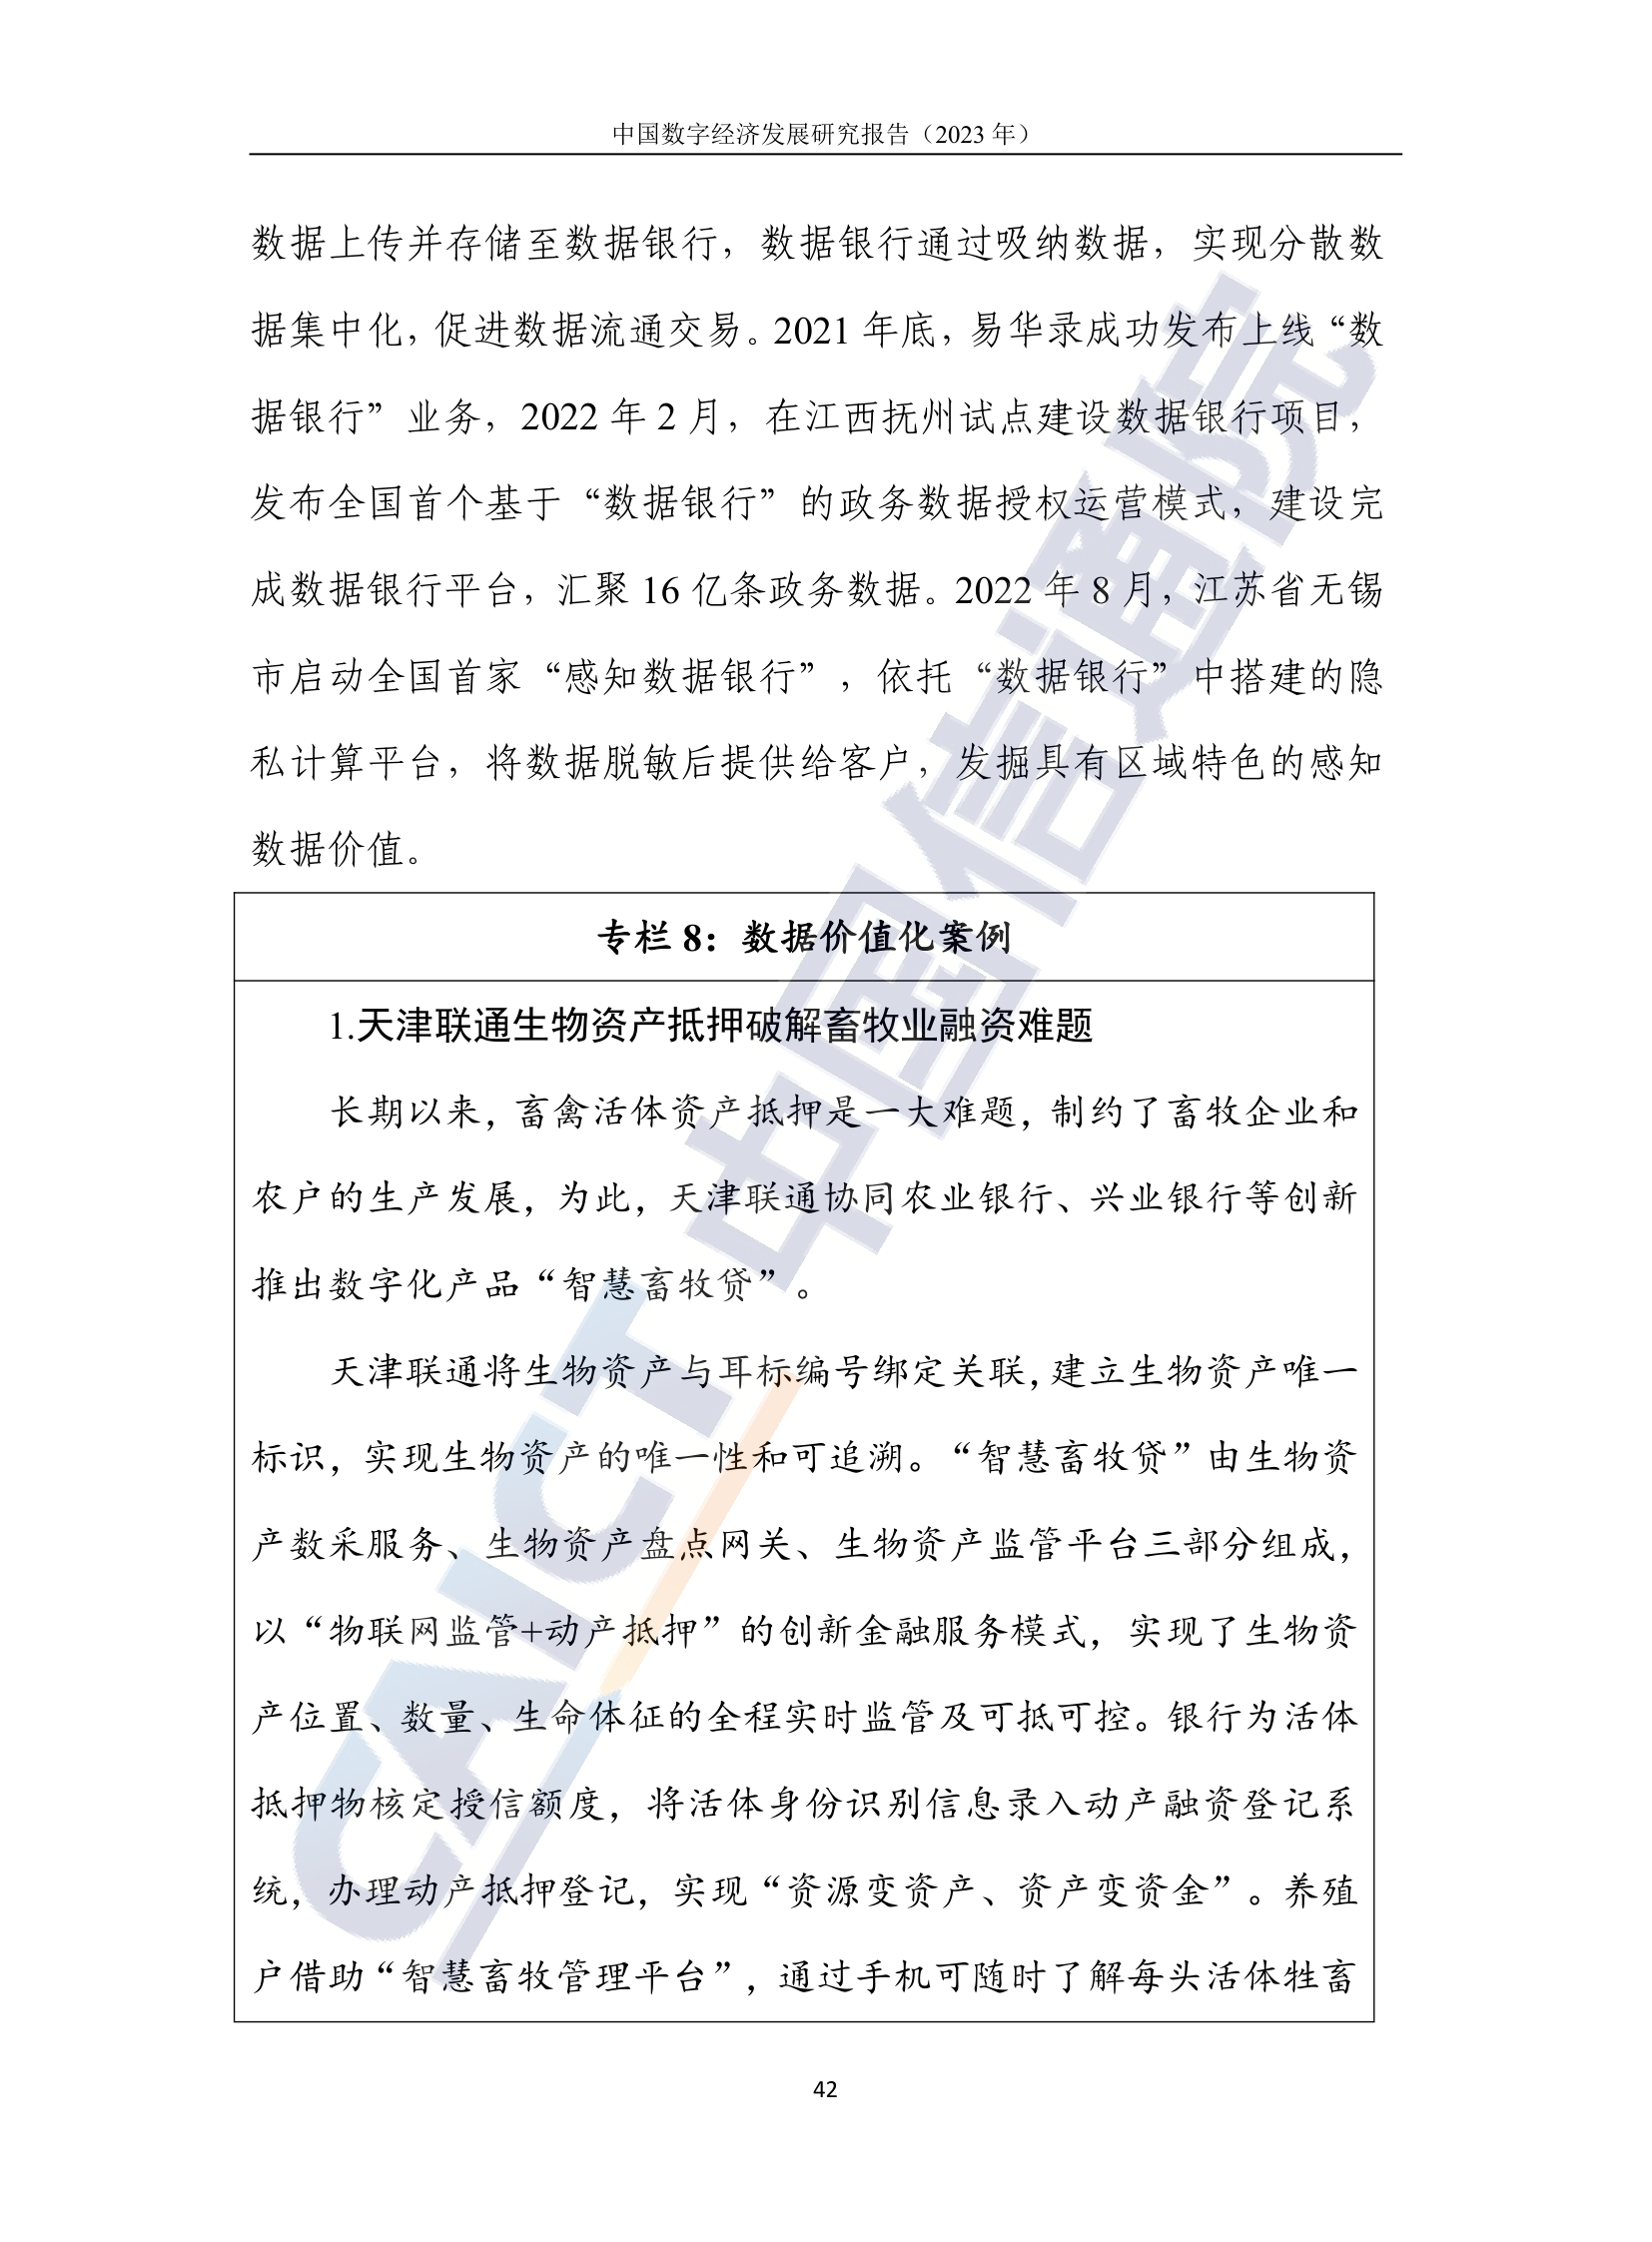 中国数字经济发展研究报告（2023 年）
数据上传并存储至数据银行，数据银行通过吸纳数据，实现分散数
据集中化，促进数据流通交易。2021 年底，易华录成功发布上线“数
据银行”业务，2022 年 2 月，在江西抚州试点建设数据银行项目，
发布全国首个基于“数据银行”的政务数据授权运营模式，建设完
成数据银行平台，汇聚 16 亿条政务数据。2022 年 8 月，江苏省无锡
市启动全国首家“感知数据银行”，依托“数据银行”中搭建的隐
私计算平台，将数据脱敏后提供给客户，发掘具有区域特色的感知
数据价值。
专栏 8：数据价值化案例
1.天津联通生物资产抵押破解畜牧业融资难题
长期以来，畜禽活体资产抵押是一大难题，制约了畜牧企业和
农户的生产发展，为此，天津联通协同农业银行、兴业银行等创新
推出数字化产品“智慧畜牧贷”。
天津联通将生物资产与耳标编号绑定关联，建立生物资产唯一
标识，实现生物资产的唯一性和可追溯。“智慧畜牧贷”由生物资
产数采服务、生物资产盘点网关、生物资产监管平台三部分组成，
以“物联网监管+动产抵押”的创新金融服务模式，实现了生物资
产位置、数量、生命体征的全程实时监管及可抵可控。银行为活体
抵押物核定授信额度，将活体身份识别信息录入动产融资登记系
统，办理动产抵押登记，实现“资源变资产、资产变资金”。养殖
户借助“智慧畜牧管理平台”，通过手机可随时了解每头活体牲畜
42
CAICT 中国信通院